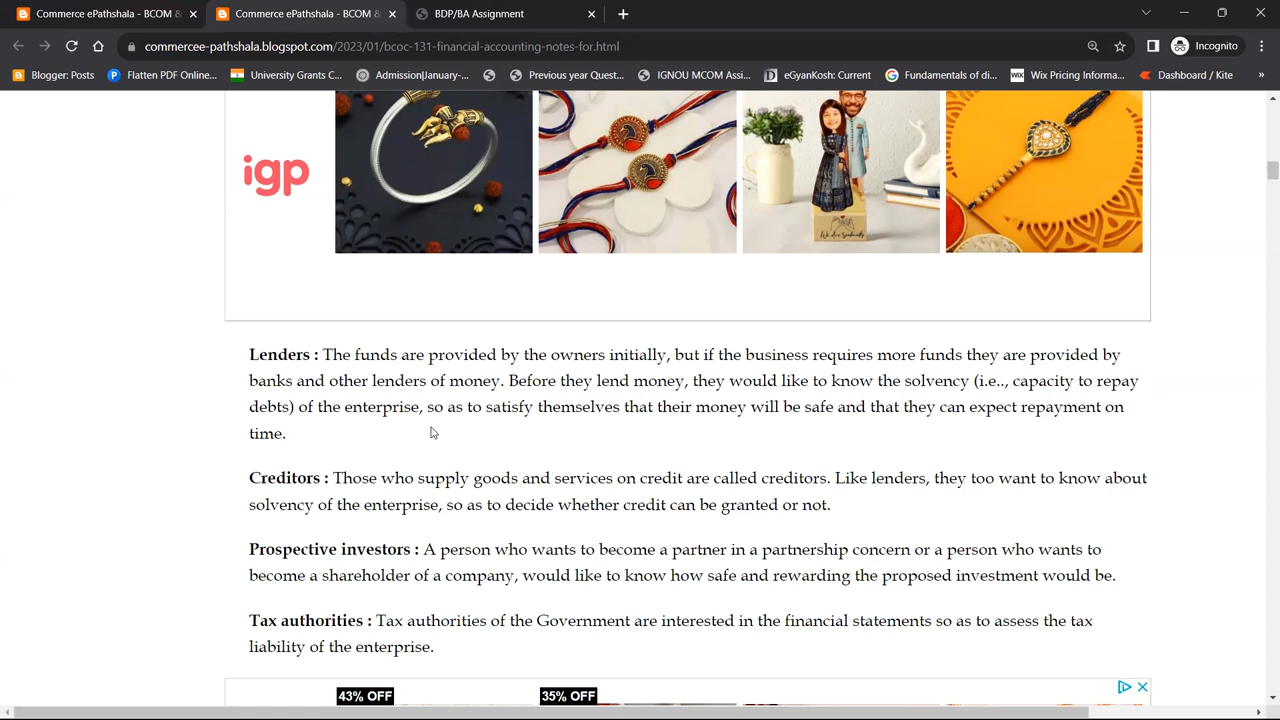 Commerce ePathshala - BCOM &
Commerce ePathshala - BCOM &
BDP/BA Assignment
commercee-pathshala.blogspot.com/2023/01/bcoc-131-financial-accounting-notes-for.html
Incognito
Blogger: Posts
Flatten PDF Online...
University Grants C...
Admission|January-...
Previous year Quest...
IGNOU MCOM Assi...
eGyanKosh: Current
Fundamentals of di...
Wix Pricing Informa...
Dashboard / Kite
igp
Lenders : The funds are provided by the owners initially, but if the business requires more funds they are provided by
banks and other lenders of money. Before they lend money, they would like to know the solvency (i.e.., capacity to repay
debts) of the enterprise, so as to satisfy themselves that their money will be safe and that they can expect repayment on
time.
Creditors : Those who supply goods and services on credit are called creditors. Like lenders, they too want to know about
solvency of the enterprise, so as to decide whether credit can be granted or not.
Prospective investors : A person who wants to become a partner in a partnership concern or a person who wants to
become a shareholder of a company, would like to know how safe and rewarding the proposed investment would be.
Tax authorities : Tax authorities of the Government are interested in the financial statements so as to assess the tax
liability of the enterprise.
43% OFF
35% OFF